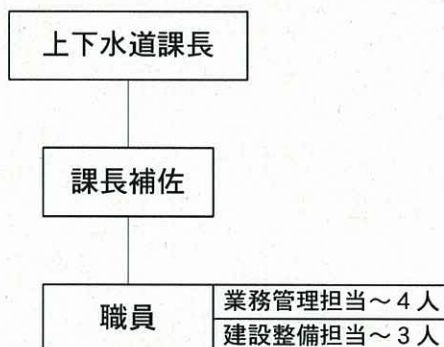 上下水道課長
課長補佐
職員
業務管理担当～4人
建設整備担当～3人